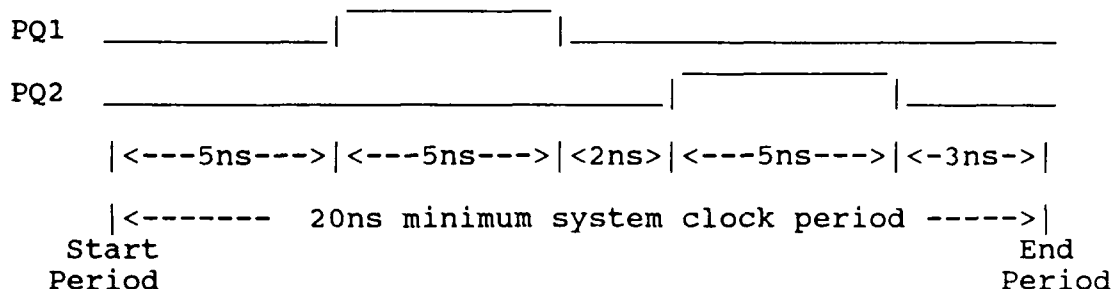 PQ1
PQ2
|<---5ns--->|<---5ns--->|<2ns>|<---5ns--->|<-3ns->|
|<------- 20ns minimum system clock period ----->|
Start End
Period Period